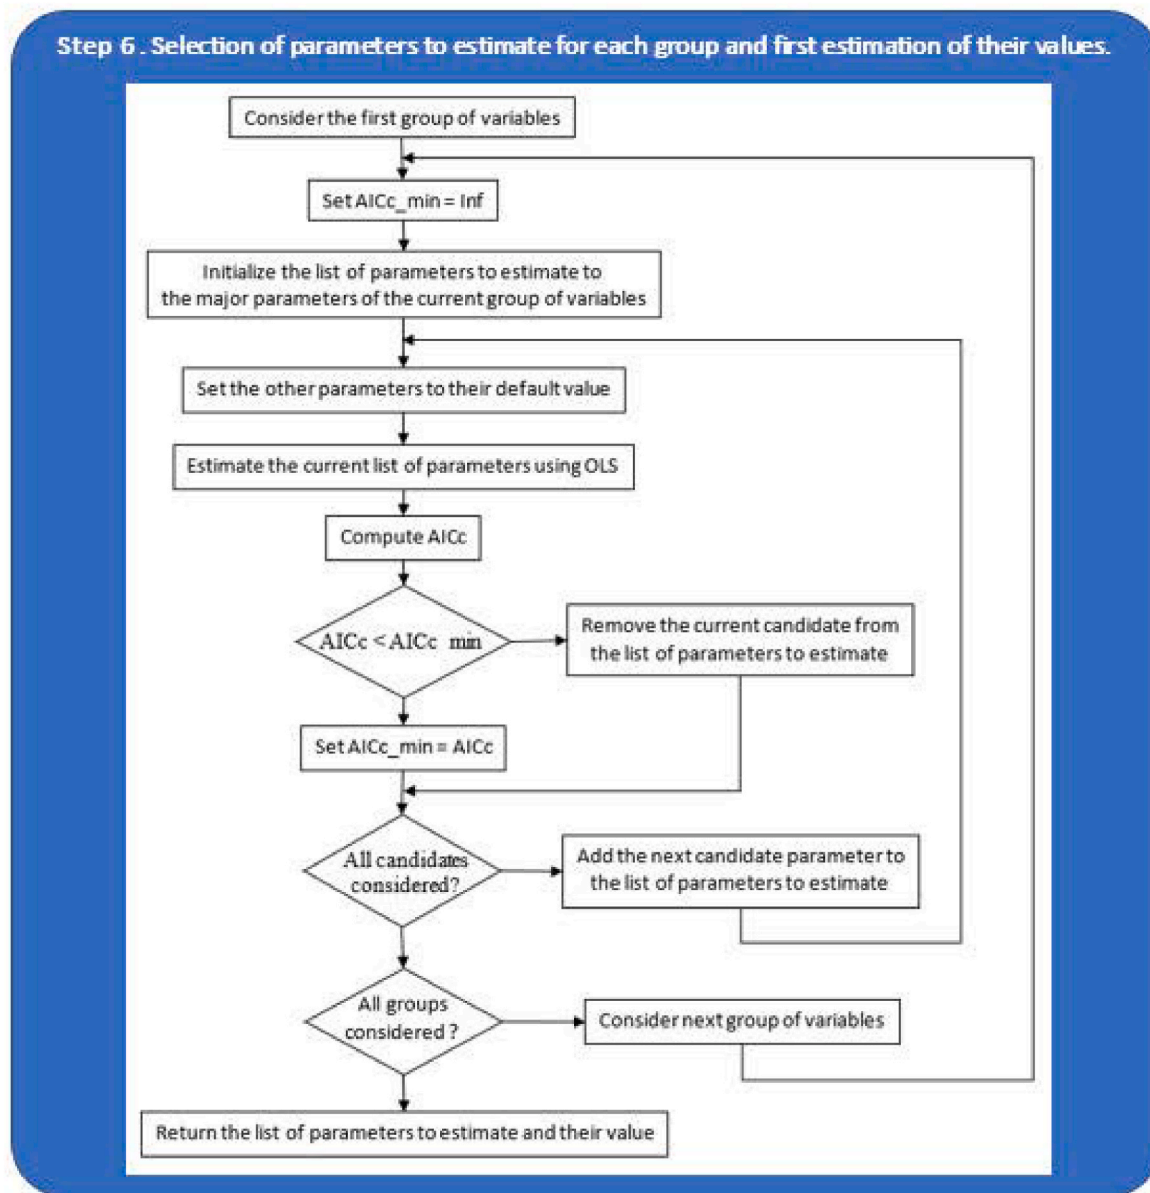 Step 6. Selection of parameters to estimate for each group and first estimation of their values.
Consider the first group of variables
Set AICc_min = Inf
Initialize the list of parameters to estimate to
the major parameters of the current group of variables
Set the other parameters to their default value
Estimate the current list of parameters using OLS
Compute AICc
AICc < AICc min
Remove the current candidate from
the list of parameters to estimate
Set AICc_min = AICc
All candidates
considered?
Add the next candidate parameter to
the list of parameters to estimate
All groups
considered ?
Consider next group of variables
Return the list of parameters to estimate and their value